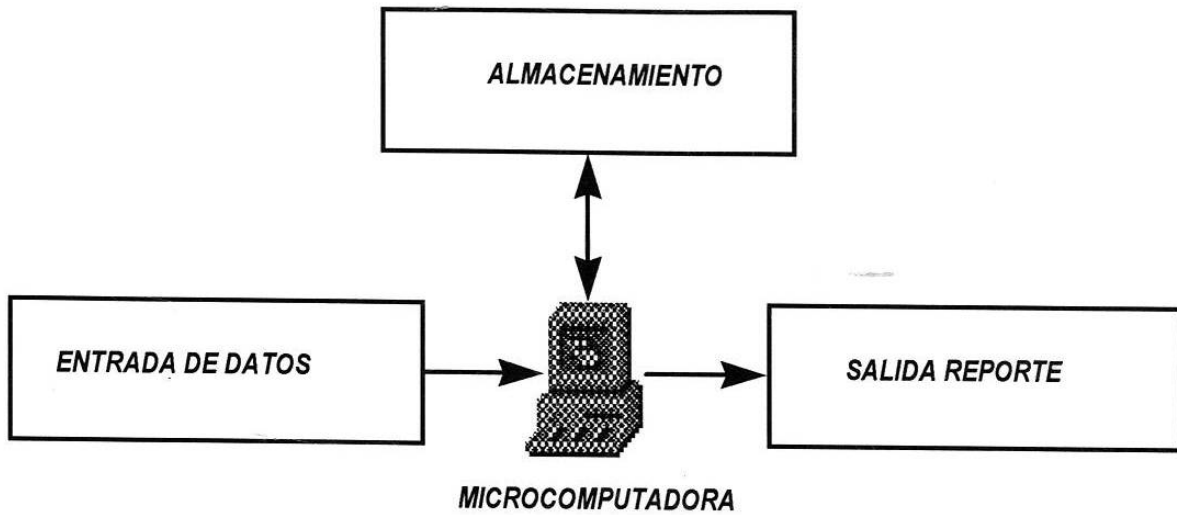 ALMACENAMIENTO
ENTRADA DE DATOS
SALIDA REPORTE
MICROCOMPUTADORA